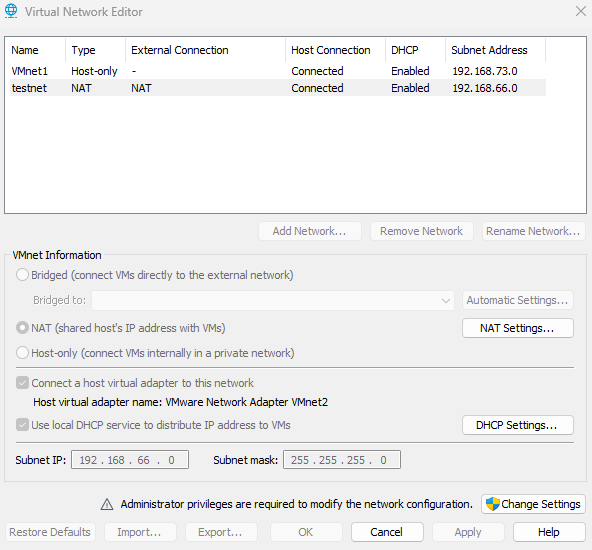 Virtual Network Editor
Name Type External Connection Host Connection DHCP Subnet Address
VMnet1 Host-only - Connected Enabled 192.168.73.0
testnet NAT NAT Connected Enabled 192.168.66.0
Add Network... Remove Network Rename Network...
VMnet Information
Bridged (connect VMs directly to the external network)
Bridged to: Automatic Settings...
NAT (shared host's IP address with VMs) NAT Settings...
Host-only (connect VMs internally in a private network)
Connect a host virtual adapter to this network
Host virtual adapter name: VMware Network Adapter VMnet2
Use local DHCP service to distribute IP address to VMs DHCP Settings...
Subnet IP: 192 . 168 . 66 . 0 Subnet mask: 255 . 255 . 255 . 0
Administrator privileges are required to modify the network configuration. Change Settings
Restore Defaults Import... Export... OK Cancel Apply Help